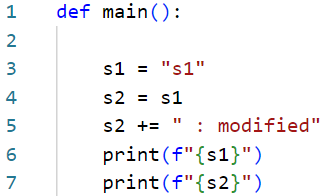 1 def main():
2
3 s1 = "s1"
4 s2 = s1
5 s2 += " : modified"
6 print(f"{s1}")
7 print(f"{s2}")